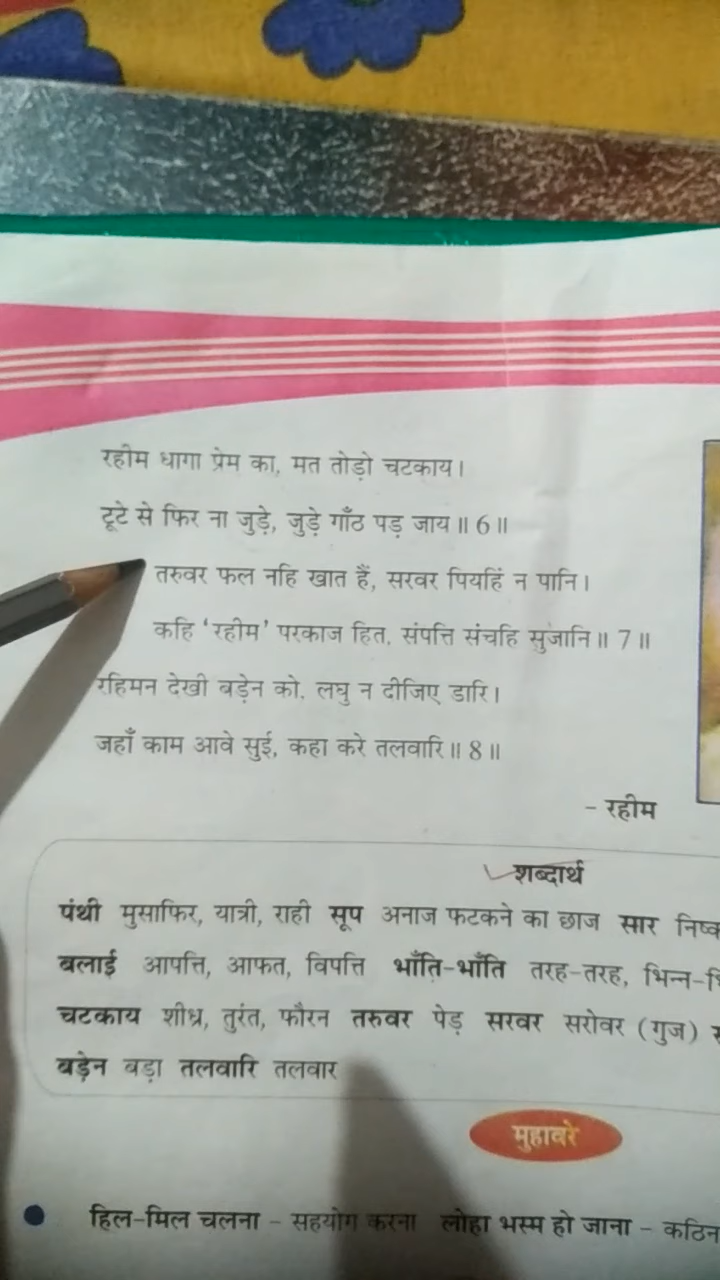 रहीम धागा प्रेम का, मत तोड़ो चटकाय।
टूटे से फिर ना जुड़े, जुड़े गाँठ पड़ जाय॥ 6॥
तरुवर फल नहि खात हैं, सरवर पियहिं न पानि।
कहि ‘रहीम’ परकाज हित, संपत्ति संचहि सुजानि॥ 7॥
रहिमन देखी बड़ेन को, लघु न दीजिए डारि।
जहाँ काम आवे सुई, कहा करे तलवारि॥ 8॥
- रहीम
शब्दार्थ
पंथी मुसाफिर, यात्री, राही सूप अनाज फटकने का छाज सार
बलाई आपत्ति, आफत, विपत्ति भाँति-भाँति तरह-तरह,
चटकाय शीध्र, तुरंत, फौरन तरुवर पेड़ सरवर सरोवर (गुज)
बड़ेन बड़ा तलवारि तलवार
मुहावरे
हिल-मिल चलना - सहयोग करना लोहा भस्म हो जाना -